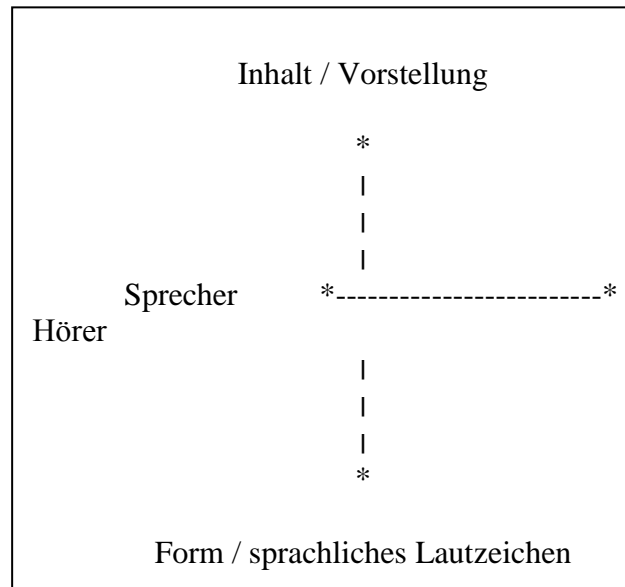 Inhalt / Vorstellung
*
|
|
|
Sprecher *-------------------------*
Hörer
|
|
|
*
Form / sprachliches Lautzeichen